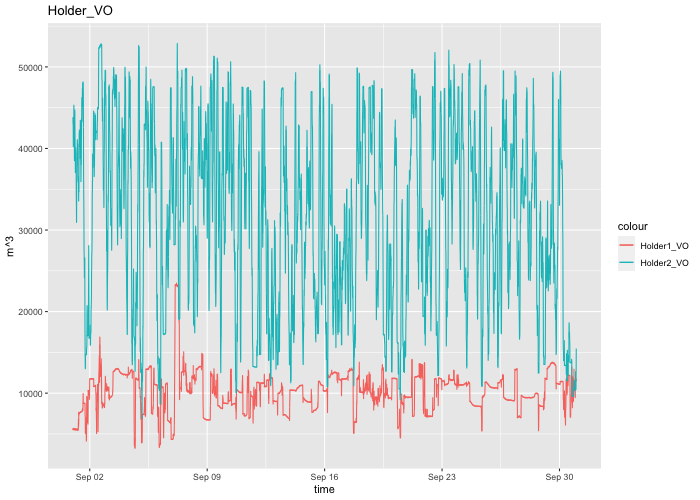 Holder_VO
50000
40000
30000
20000
10000
m^3
Sep 02
Sep 09
Sep 16
Sep 23
Sep 30
time
colour
Holder1_VO
Holder2_VO